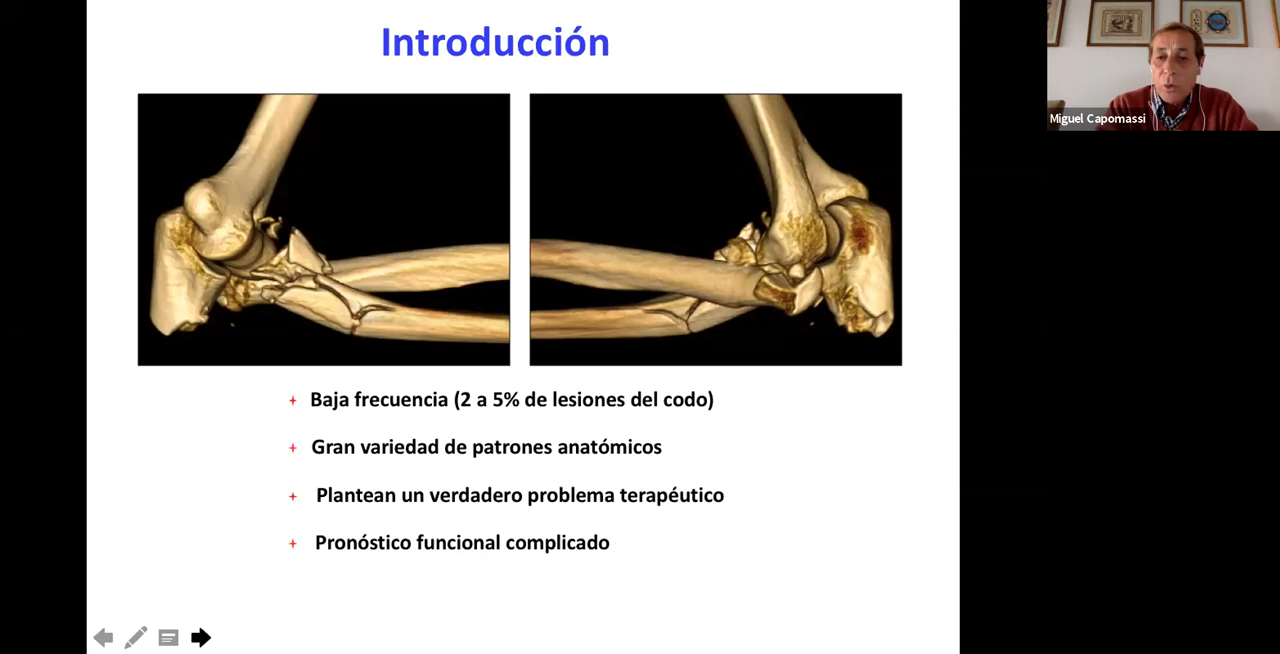 Introducción
Miguel Capomassi
Baja frecuencia (2 a 5% de lesiones del codo)
Gran variedad de patrones anatómicos
Plantean un verdadero problema terapéutico
Pronóstico funcional complicado